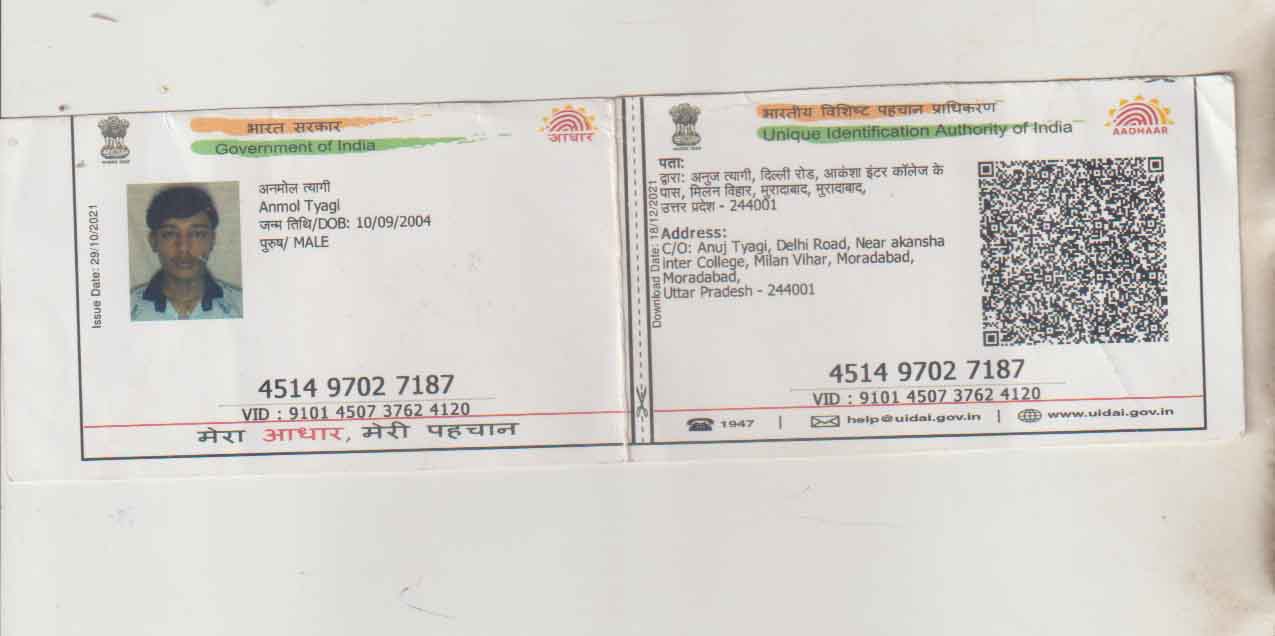 भारत सरकार
Government of India
आधार
Issue Date: 29/10/2021
अनमोल त्यागी
Anmol Tyagi
जन्म तिथि/DOB: 10/09/2004
पुरुष/ MALE
4514 9702 7187
VID : 9101 4507 3762 4120
मेरा आधार, मेरी पहचान
भारतीय विशिष्ट पहचान प्राधिकरण
Unique Identification Authority of India
AADHAAR
Download Date: 18/12/2021
पता:
द्वारा: अनुज त्यागी, दिल्ली रोड, आकंशा इंटर कॉलेज के
पास, मिलन विहार, मुरादाबाद, मुरादाबाद,
उत्तर प्रदेश - 244001
Address:
C/O: Anuj Tyagi, Delhi Road, Near akansha
Inter College, Milan Vihar, Moradabad,
Moradabad,
Uttar Pradesh - 244001
4514 9702 7187
VID : 9101 4507 3762 4120
1947 | help@uidai.gov.in | www.uidai.gov.in